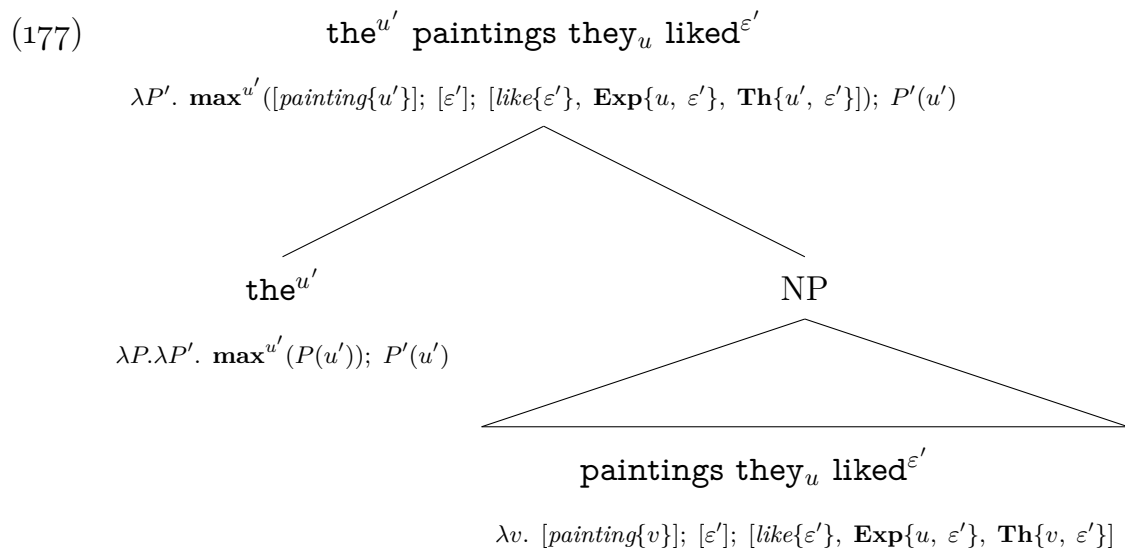 (177) the^{u′} paintings they_u liked^{ε′}
λP′. max^{u′}([painting{u′}]; [ε′]; [like{ε′}, Exp{u, ε′}, Th{u′, ε′}]); P′(u′)
the^{u′} NP
λP.λP′. max^{u′}(P(u′)); P′(u′)
paintings they_u liked^{ε′}
λv. [painting{v}]; [ε′]; [like{ε′}, Exp{u, ε′}, Th{v, ε′}]